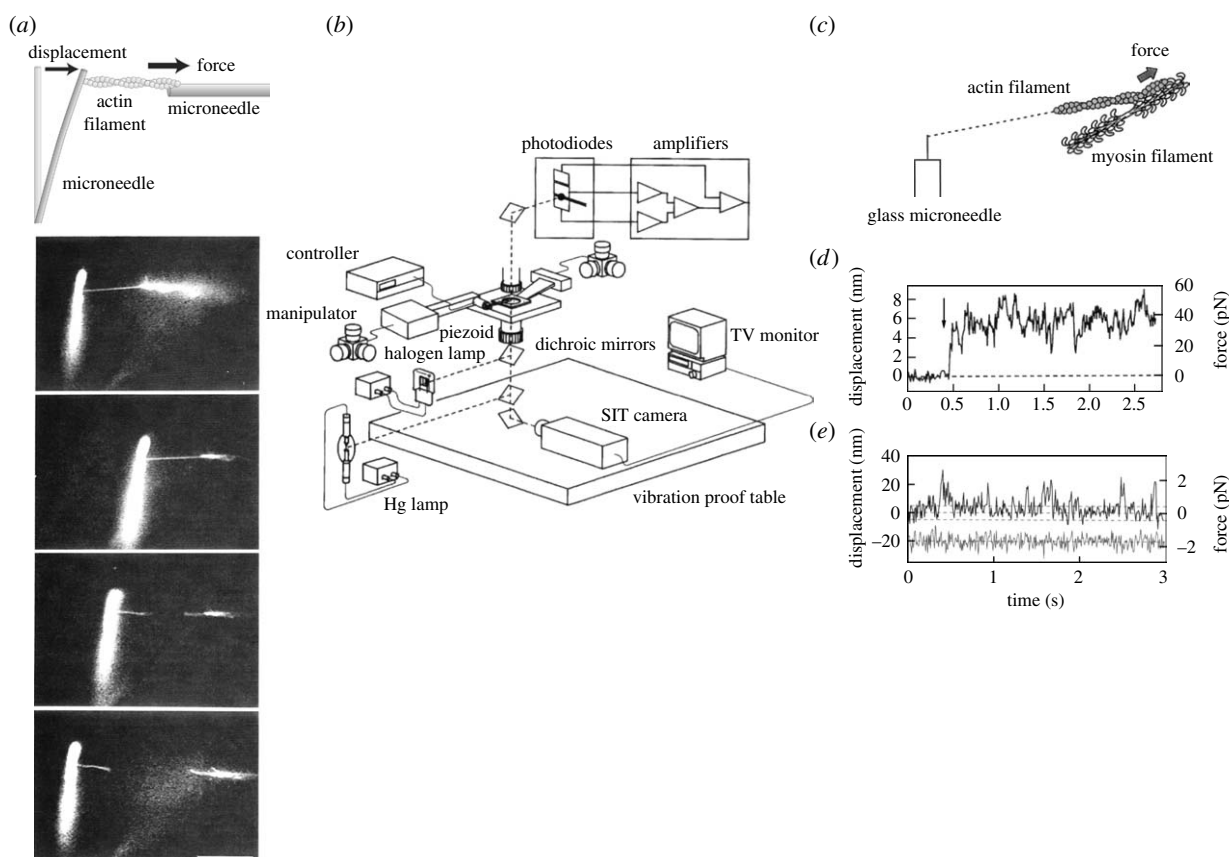 (a)
displacement
force
actin
filament
microneedle
microneedle
(b)
photodiodes
amplifiers
controller
manipulator
piezoid
halogen lamp
dichroic mirrors
TV monitor
SIT camera
Hg lamp
vibration proof table
(c)
force
actin filament
myosin filament
glass microneedle
(d)
displacement (nm)
8
6
4
2
0
60
40
20
0
force (pN)
0 0.5 1.0 1.5 2.0 2.5
(e)
displacement (nm)
40
20
0
–20
2
0
–2
force (pN)
0 1 2 3
time (s)